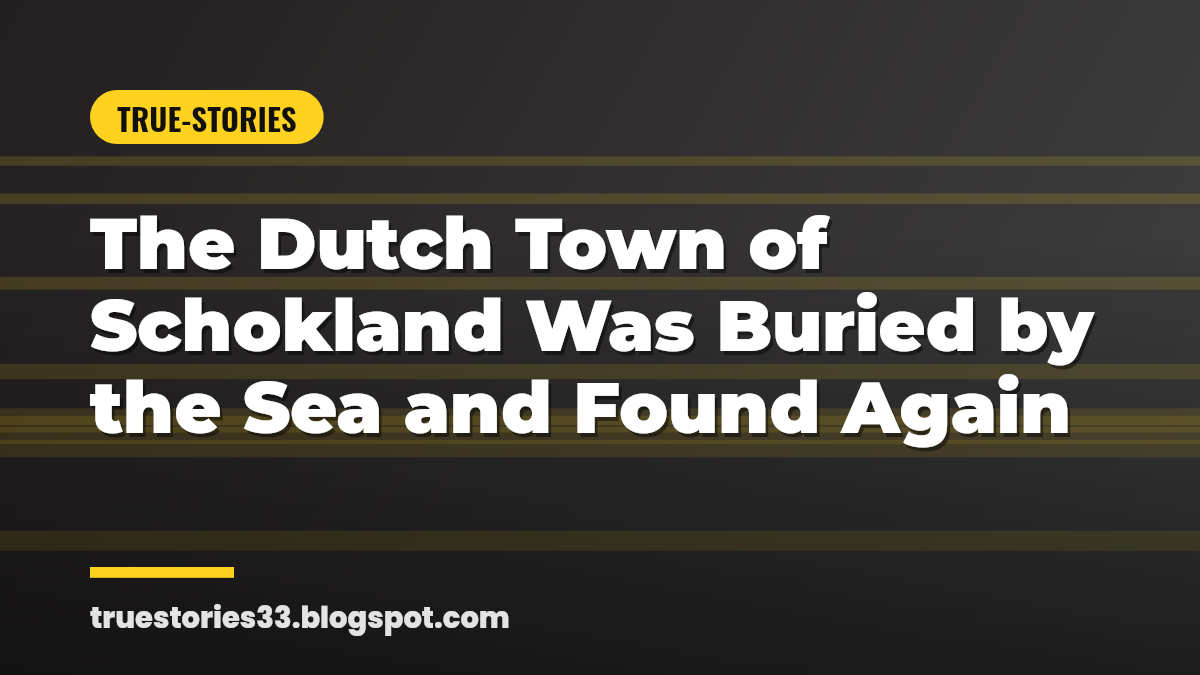 TRUE-STORIES
The Dutch Town of
Schokland Was Buried by
the Sea and Found Again
truestories33.blogspot.com